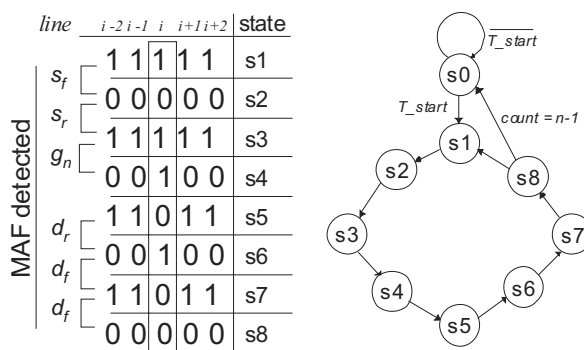 line i-2 i-1 i i+1 i+2 state
1 1 1 1 1 s1
0 0 0 0 0 s2
1 1 1 1 1 s3
0 0 1 0 0 s4
1 1 0 1 1 s5
0 0 1 0 0 s6
1 1 0 1 1 s7
0 0 0 0 0 s8
MAF detected
s_f
s_r
g_n
d_r
d_f
d_f
T_start
s0
T_start
count = n-1
s1
s2
s8
s3
s7
s4
s6
s5